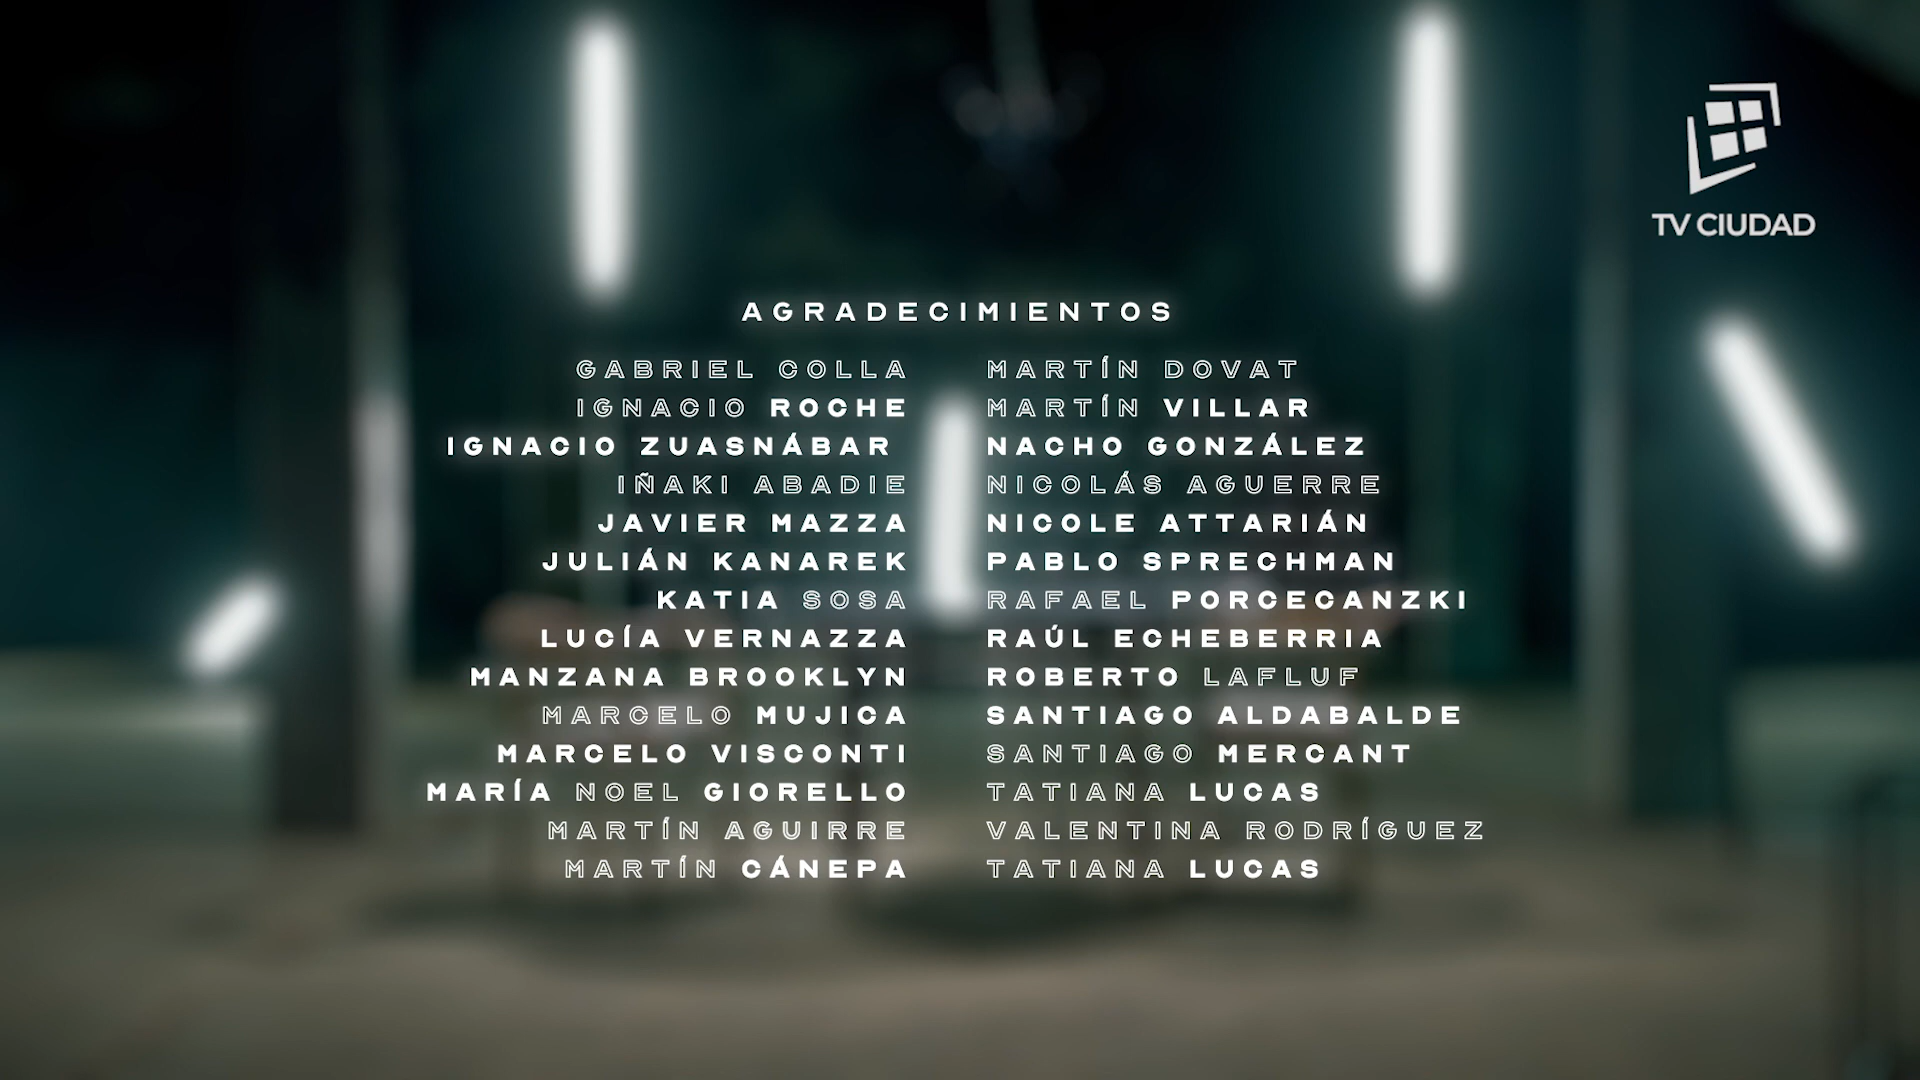 TV CIUDAD
AGRADECIMIENTOS
GABRIEL COLLA
IGNACIO ROCHE
IGNACIO ZUASNÁBAR
IÑAKI ABADIE
JAVIER MAZZA
JULIÁN KANAREK
KATIA SOSA
LUCÍA VERNAZZA
MANZANA BROOKLYN
MARCELO MUJICA
MARCELO VISCONTI
MARÍA NOEL GIORELLO
MARTÍN AGUIRRE
MARTÍN CÁNEPA
MARTÍN DOVAT
MARTÍN VILLAR
NACHO GONZÁLEZ
NICOLÁS AGUERRE
NICOLE ATTARIÁN
PABLO SPRECHMAN
RAFAEL PORCECANZKI
RAÚL ECHEBERRIA
ROBERTO LAFLUF
SANTIAGO ALDABALDE
SANTIAGO MERCANT
TATIANA LUCAS
VALENTINA RODRÍGUEZ
TATIANA LUCAS